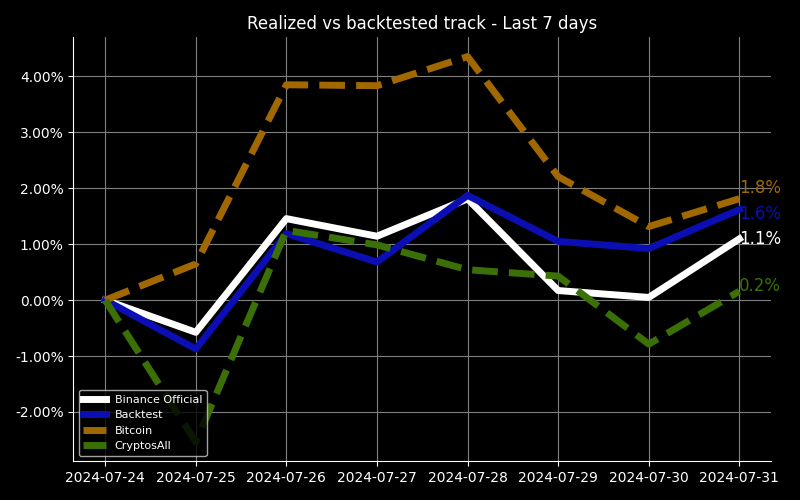 Realized vs backtested track - Last 7 days
4.00%
3.00%
2.00%
1.00%
0.00%
-1.00%
-2.00%
1.8%
1.6%
1.1%
0.2%
Binance Official
Backtest
Bitcoin
CryptosAll
2024-07-24 2024-07-25 2024-07-26 2024-07-27 2024-07-28 2024-07-29 2024-07-30 2024-07-31